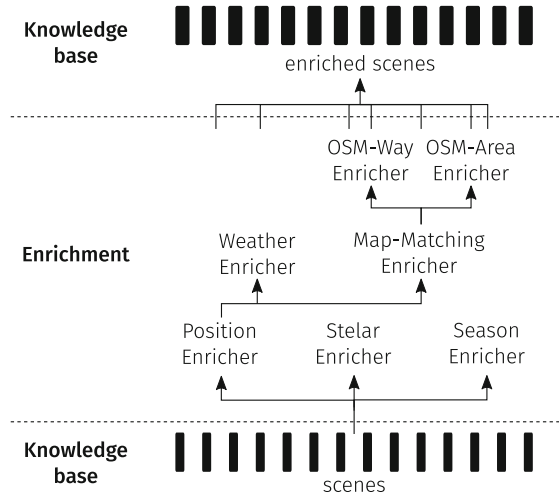 Knowledge
base
enriched scenes
OSM-Way
Enricher
OSM-Area
Enricher
Enrichment
Weather
Enricher
Map-Matching
Enricher
Position
Enricher
Stelar
Enricher
Season
Enricher
Knowledge
base
scenes